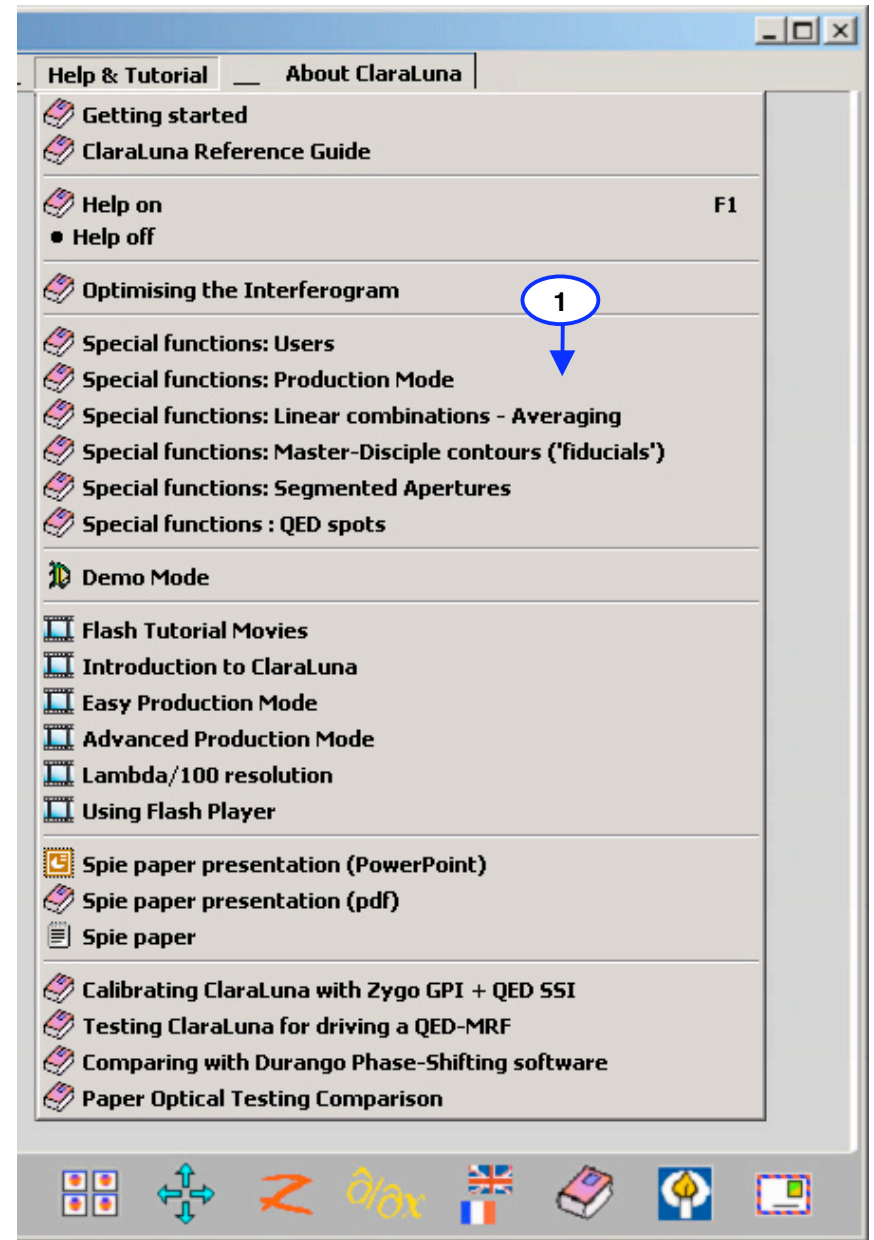 Help & Tutorial __ About ClaraLuna
Getting started
ClaraLuna Reference Guide
Help on F1
• Help off
Optimising the Interferogram
1
Special functions: Users
Special functions: Production Mode
Special functions: Linear combinations - Averaging
Special functions: Master-Disciple contours ('fiducials')
Special functions: Segmented Apertures
Special functions : QED spots
Demo Mode
Flash Tutorial Movies
Introduction to ClaraLuna
Easy Production Mode
Advanced Production Mode
Lambda/100 resolution
Using Flash Player
Spie paper presentation (PowerPoint)
Spie paper presentation (pdf)
Spie paper
Calibrating ClaraLuna with Zygo GPI + QED SSI
Testing ClaraLuna for driving a QED-MRF
Comparing with Durango Phase-Shifting software
Paper Optical Testing Comparison
Z ∂/∂x